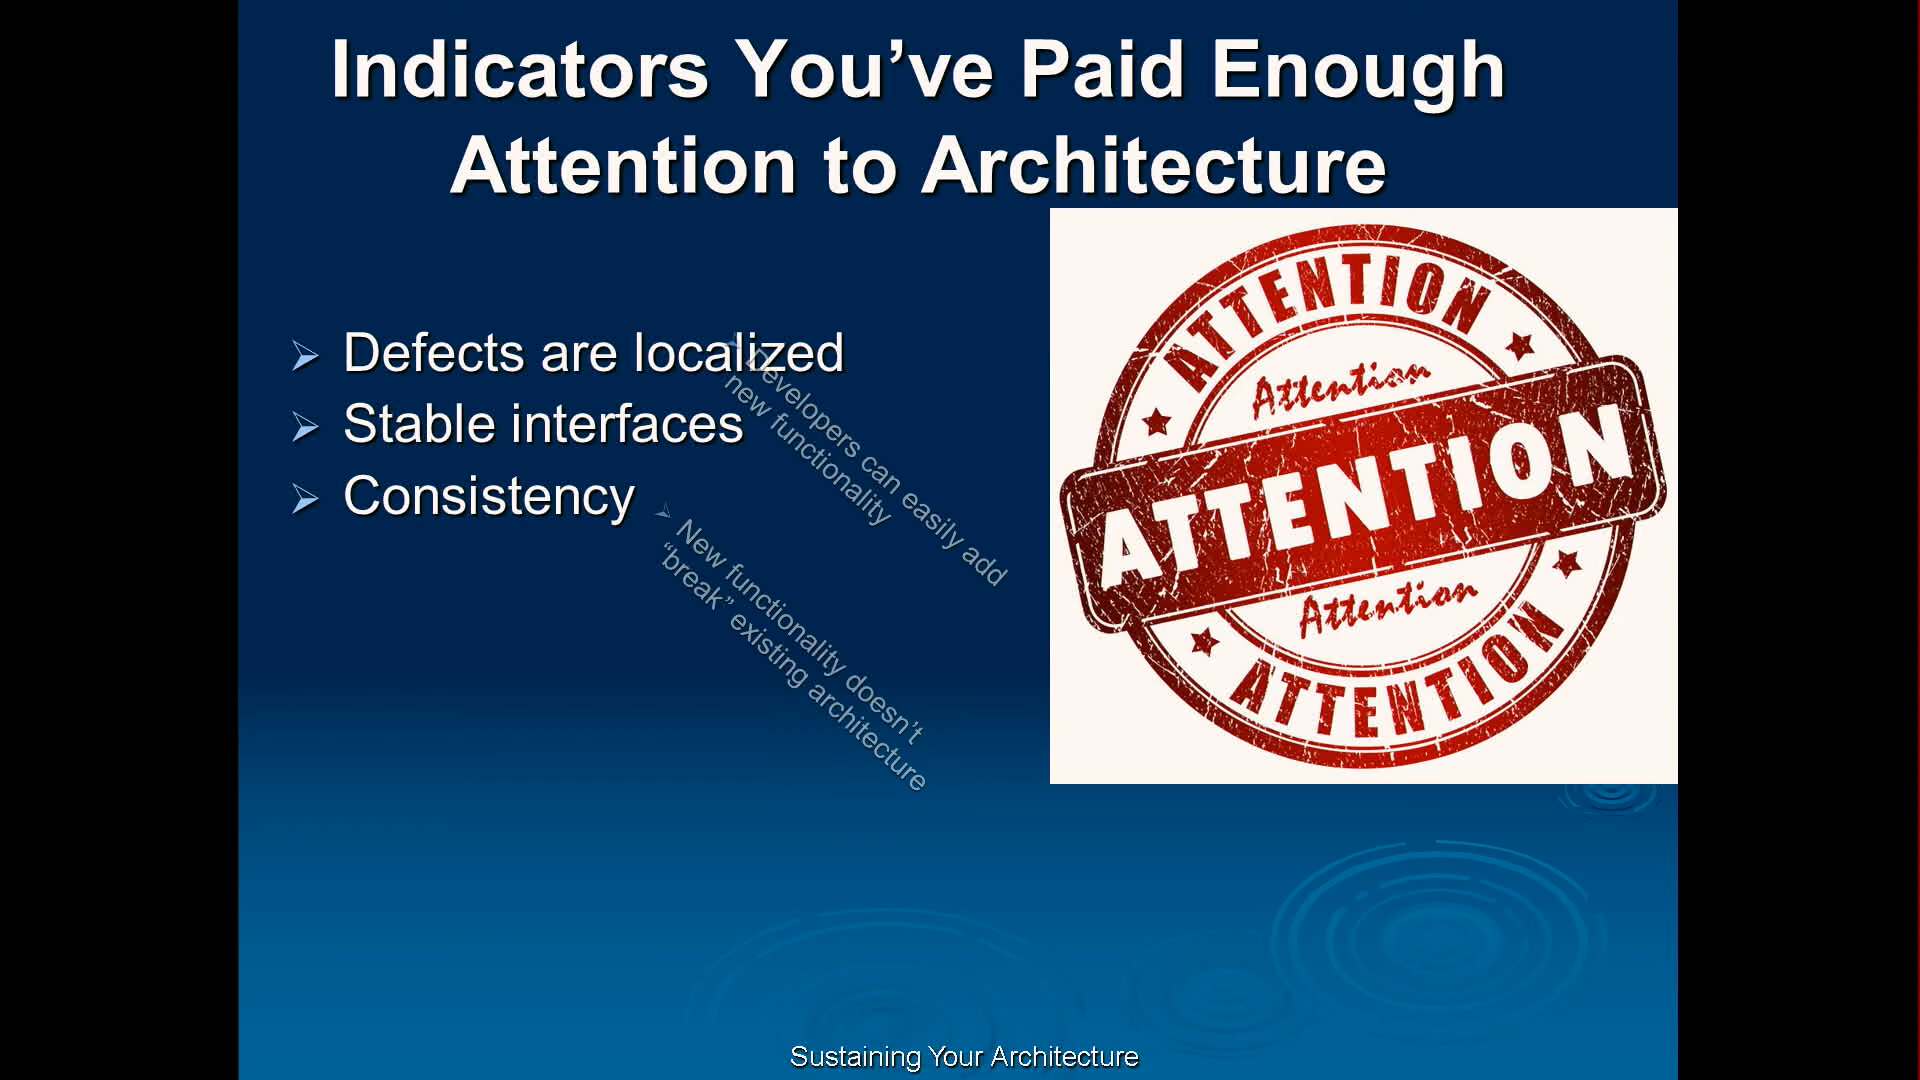 Indicators You’ve Paid Enough
Attention to Architecture
Defects are localized
Stable interfaces
Consistency
Developers can easily add
new functionality
New functionality doesn’t
“break” existing architecture
ATTENTION
Attention
ATTENTION
Attention
ATTENTION
Sustaining Your Architecture